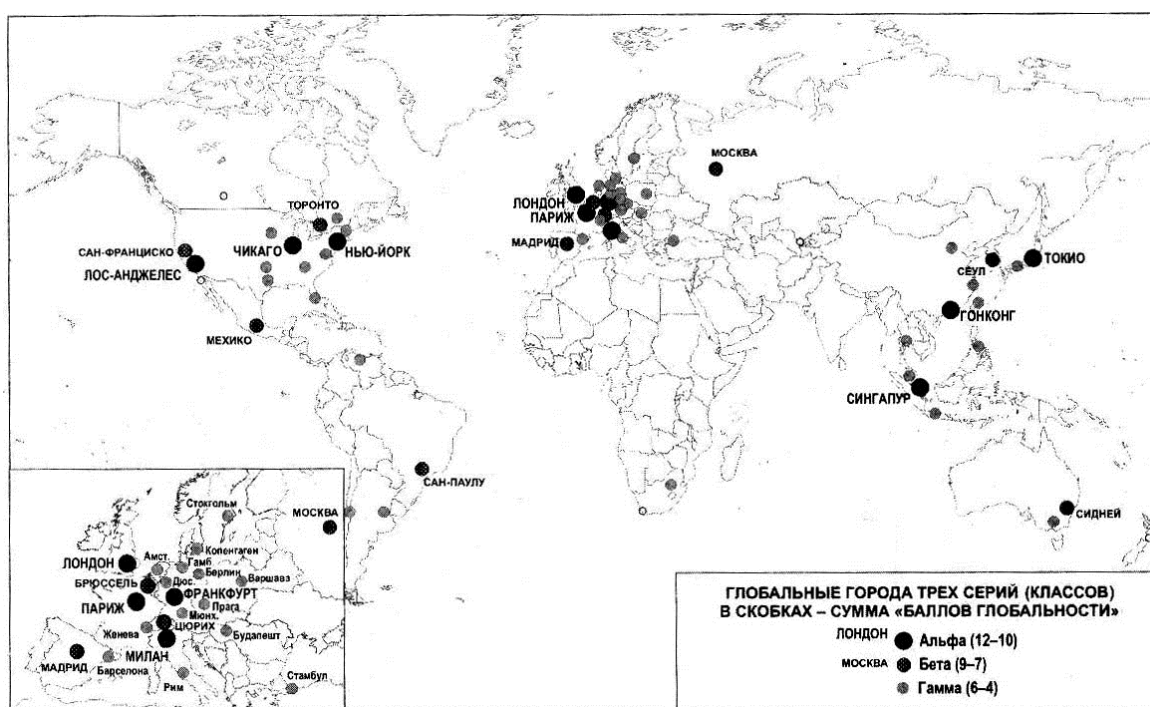 МОСКВА
ТОРОНТО
ЛОНДОН
ПАРИЖ
САН-ФРАНЦИСКО
ЧИКАГО
НЬЮ-ЙОРК
МАДРИД
ЛОС-АНДЖЕЛЕС
СЕУЛ
ТОКИО
ГОНКОНГ
МЕХИКО
СИНГАПУР
САН-ПАУЛУ
СИДНЕЙ
Стокгольм
МОСКВА
Копенгаген
ЛОНДОН
Амст.
Гамб.
Берлин
Варшава
БРЮССЕЛЬ
Дюс.
ФРАНКФУРТ
ПАРИЖ
Прага
Мюнх.
ЦЮРИХ
Женева
Будапешт
МИЛАН
МАДРИД
Барселона
Рим
Стамбул
ГЛОБАЛЬНЫЕ ГОРОДА ТРЕХ СЕРИЙ (КЛАССОВ)
В СКОБКАХ – СУММА «БАЛЛОВ ГЛОБАЛЬНОСТИ»
ЛОНДОН Альфа (12–10)
МОСКВА Бета (9–7)
Гамма (6–4)